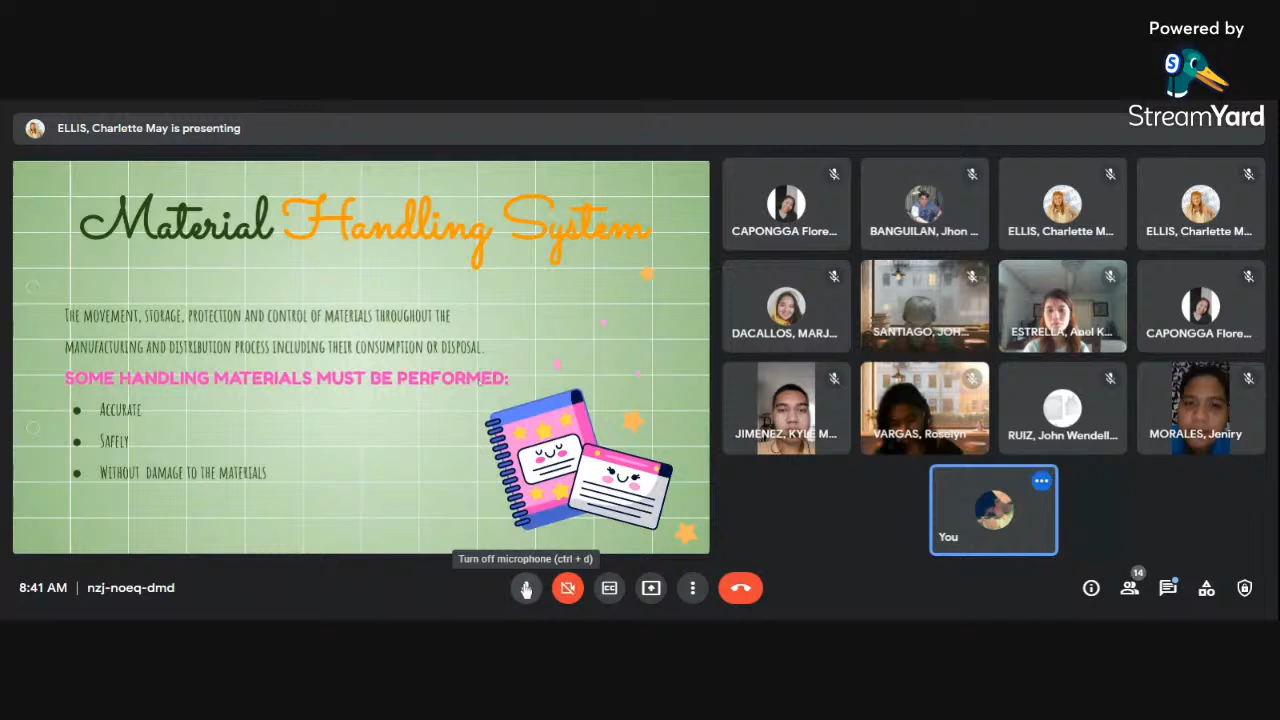 Powered by
StreamYard
ELLIS, Charlette May is presenting
Material Handling System
The movement, storage, protection and control of materials throughout the
manufacturing and distribution process including their consumption or disposal.
SOME HANDLING MATERIALS MUST BE PERFORMED:
Accurate
Safely
Without damage to the materials
CAPONGGA Flore...
BANGUILAN, Jhon ...
ELLIS, Charlette M...
ELLIS, Charlette M...
DACALLOS, MARJ...
SANTIAGO, JOH...
ESTRELLA, Anel K...
CAPONGGA Flore...
JIMENEZ, KYLE M...
VARGAS, Roselyn
RUIZ, John Wendell...
MORALES, Jeniry
You
Turn off microphone (ctrl + d)
8:41 AM | nzj-noeq-dmd
14